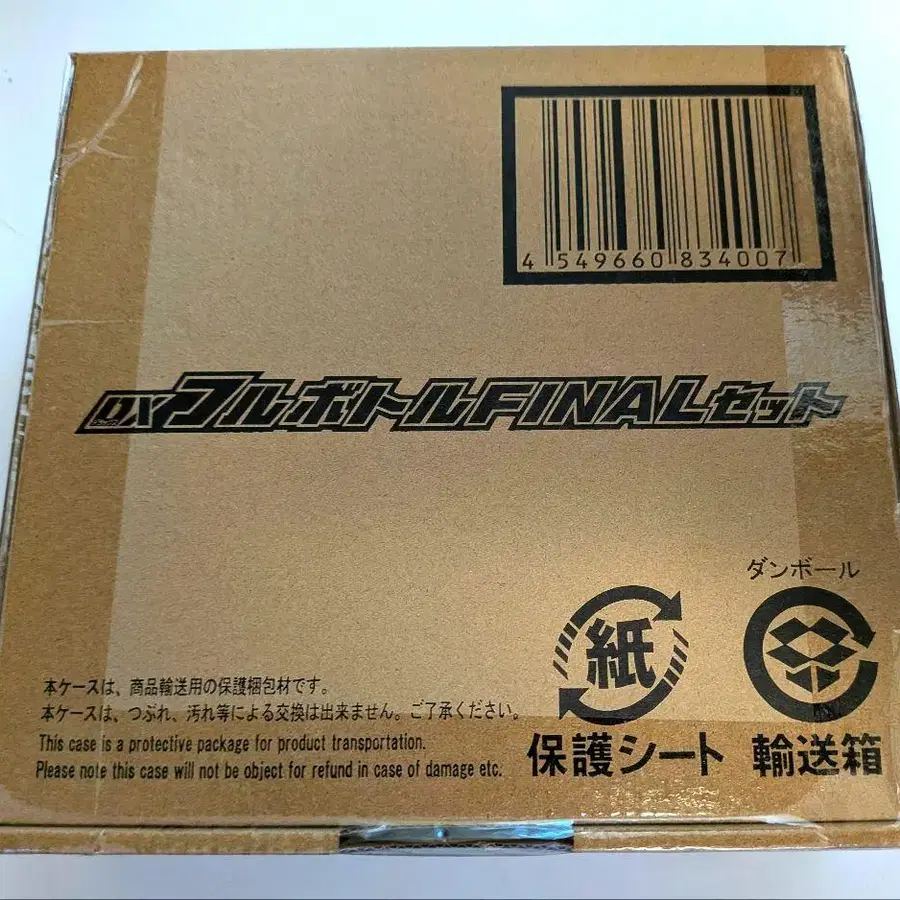 4 549660 834007
DXフルボトルFINALセット
ダンボール
紙
保護シート
輸送箱
本ケースは、商品輸送用の保護梱包材です。
本ケースは、つぶれ、汚れ等による交換は出来ません。ご了承ください。
This case is a protective package for product transportation.
Please note this case will not be object for refund in case of damage etc.